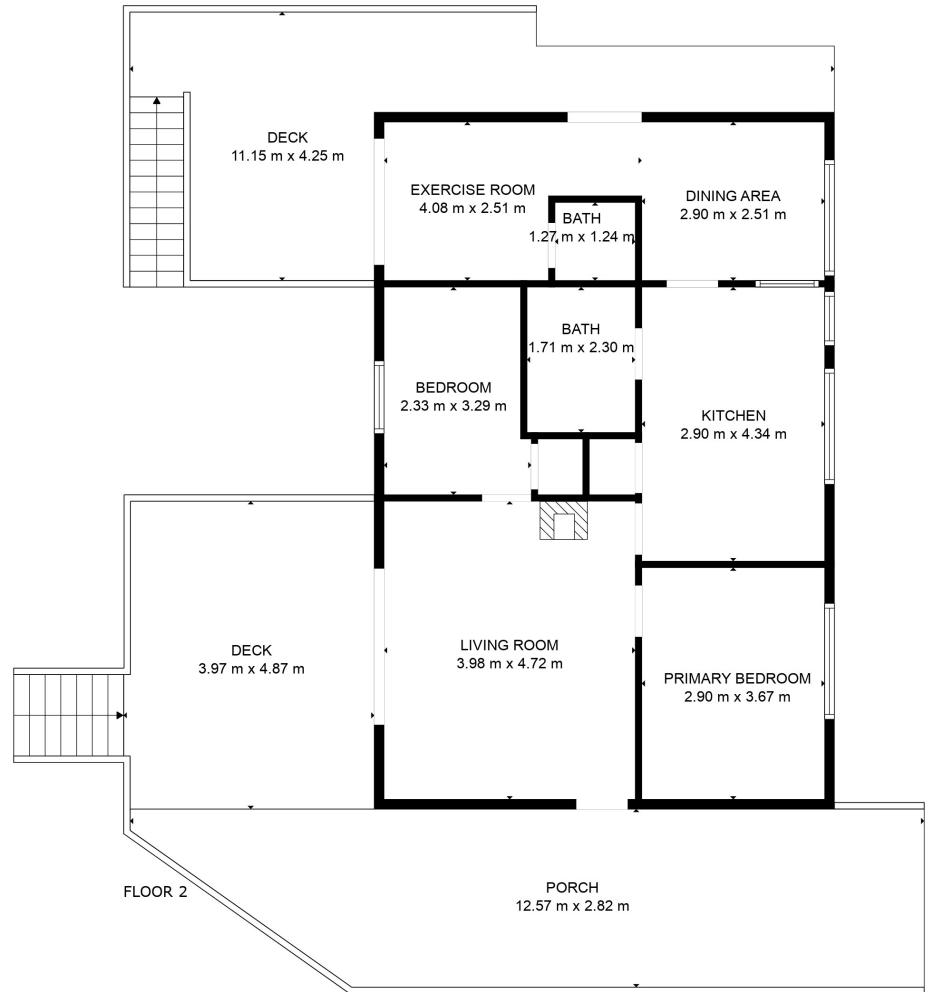 DECK
11.15 m x 4.25 m
EXERCISE ROOM
4.08 m x 2.51 m
BATH
1.27 m x 1.24 m
DINING AREA
2.90 m x 2.51 m
BATH
1.71 m x 2.30 m
BEDROOM
2.33 m x 3.29 m
KITCHEN
2.90 m x 4.34 m
DECK
3.97 m x 4.87 m
LIVING ROOM
3.98 m x 4.72 m
PRIMARY BEDROOM
2.90 m x 3.67 m
FLOOR 2
PORCH
12.57 m x 2.82 m